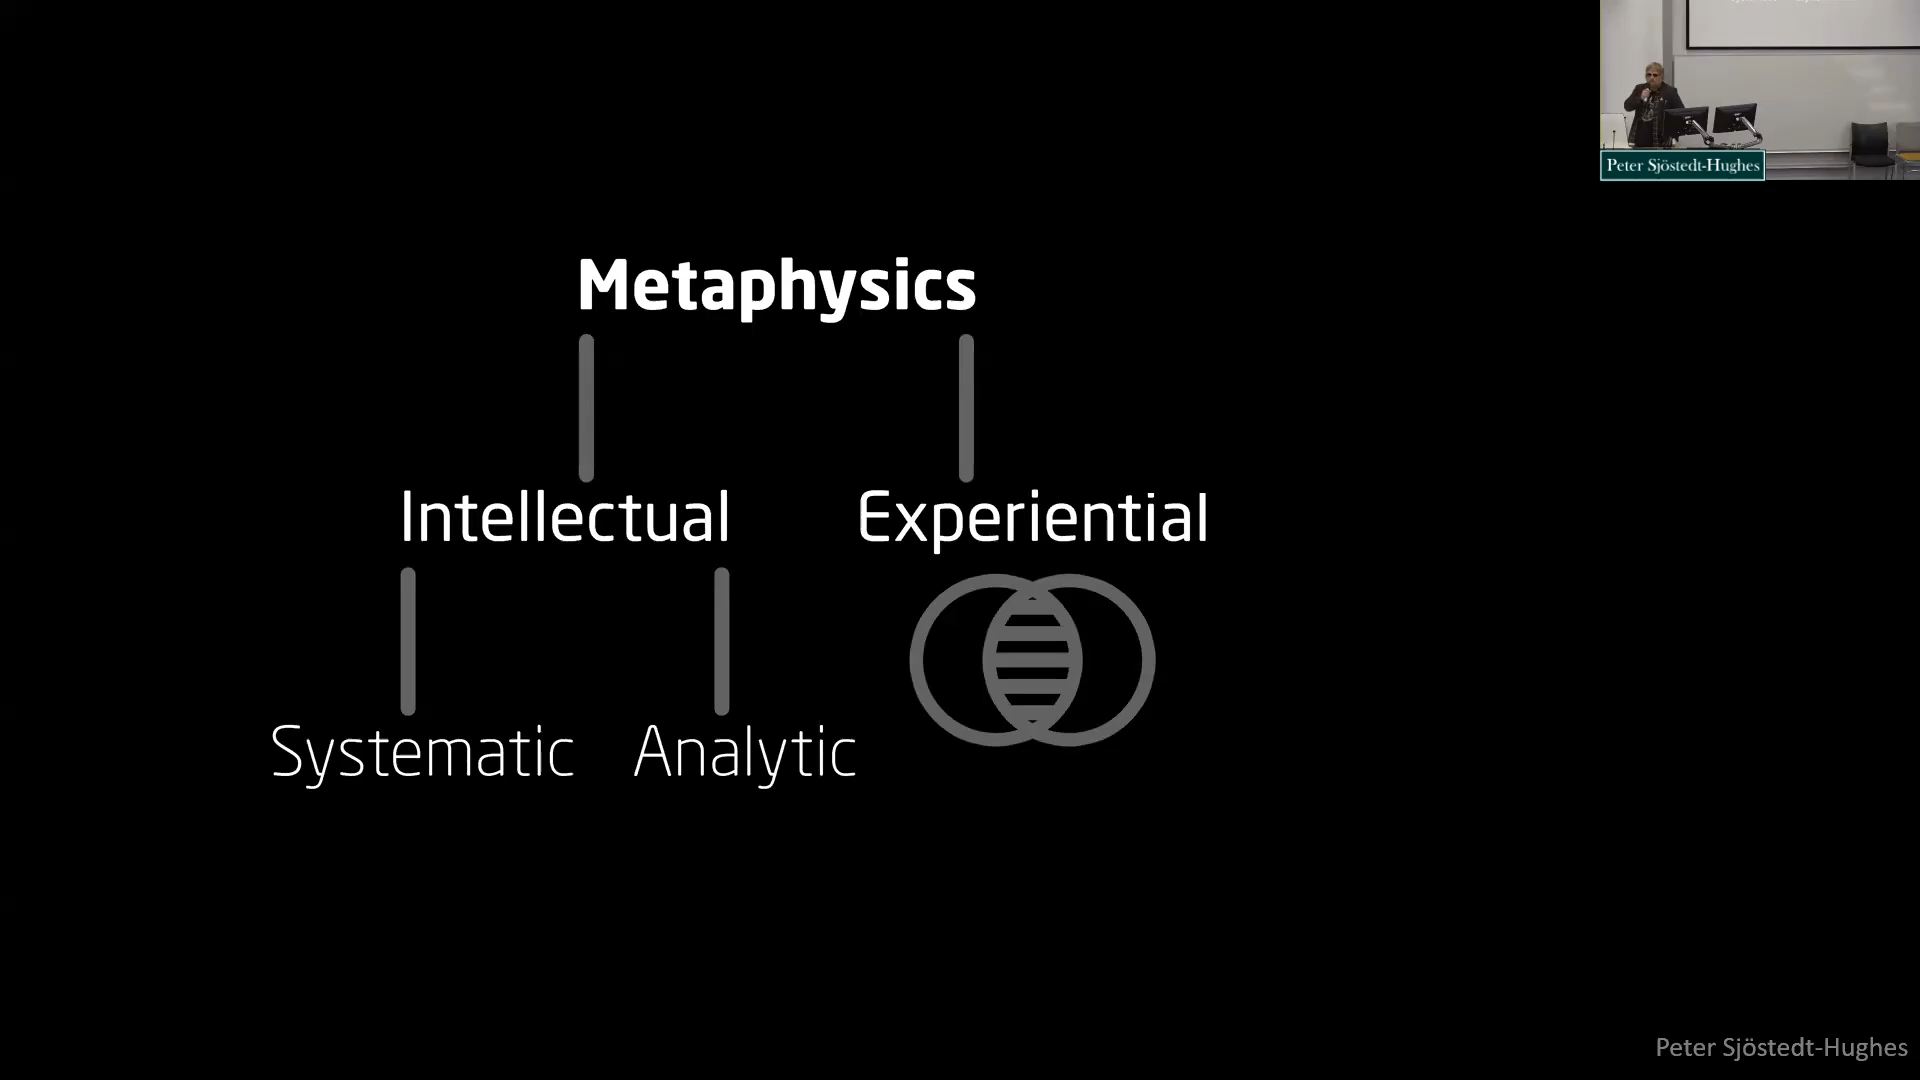 Peter Sjöstedt-Hughes
Metaphysics
Intellectual Experiential
Systematic Analytic
Peter Sjöstedt-Hughes